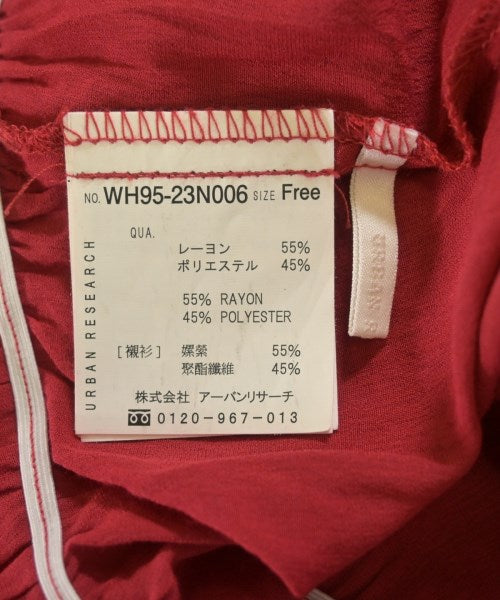 NO. WH95-23N006 SIZE Free
QUA.
レーヨン 55%
ポリエステル 45%
55% RAYON
45% POLYESTER
[襯衫] 嫘縈 55%
聚酯纖維 45%
株式会社 アーバンリサーチ
0120-967-013
URBAN RESEARCH
URBAN